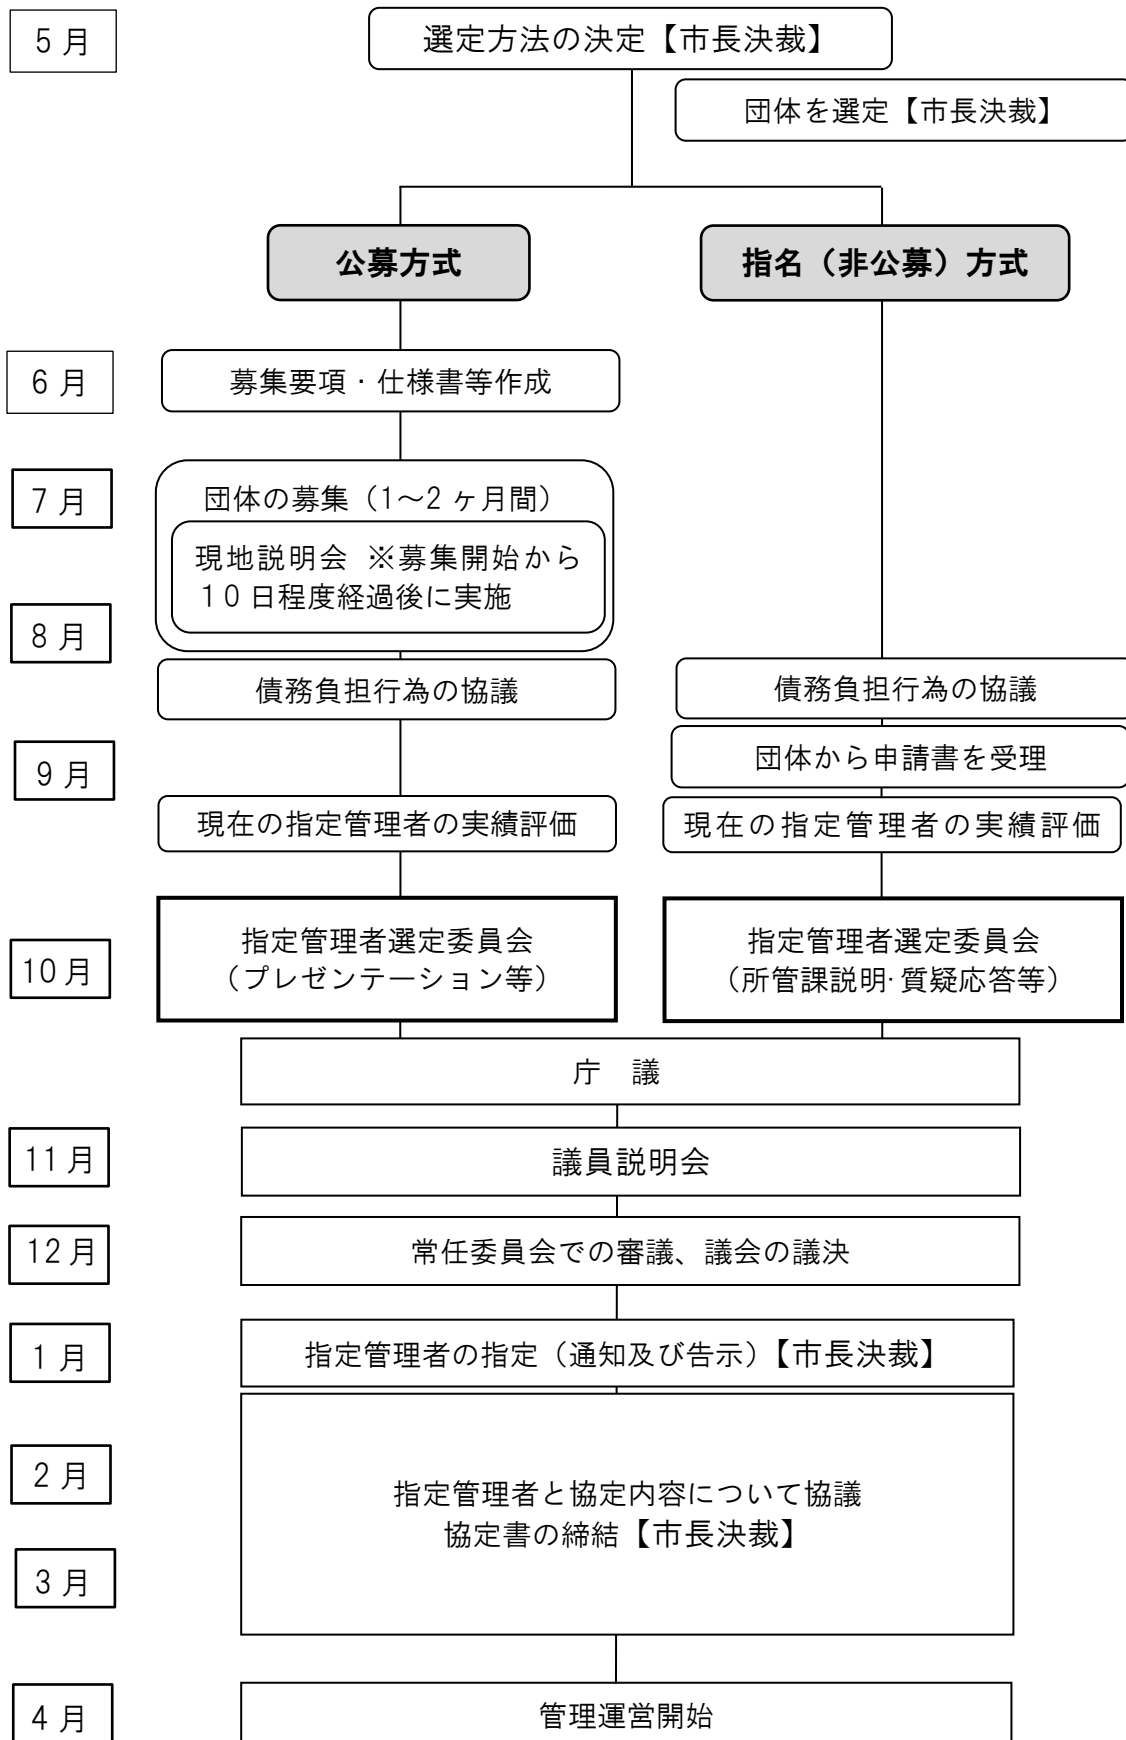 5月
選定方法の決定【市長決裁】
団体を選定【市長決裁】
公募方式
指名（非公募）方式
6月
募集要項・仕様書等作成
7月
団体の募集（1～2ヶ月間）
現地説明会 ※募集開始から
１０日程度経過後に実施
8月
債務負担行為の協議
債務負担行為の協議
9月
団体から申請書を受理
現在の指定管理者の実績評価
現在の指定管理者の実績評価
10月
指定管理者選定委員会
（プレゼンテーション等）
指定管理者選定委員会
（所管課説明・質疑応答等）
庁　議
11月
議員説明会
12月
常任委員会での審議、議会の議決
1月
指定管理者の指定（通知及び告示）【市長決裁】
2月
指定管理者と協定内容について協議
協定書の締結【市長決裁】
3月
4月
管理運営開始